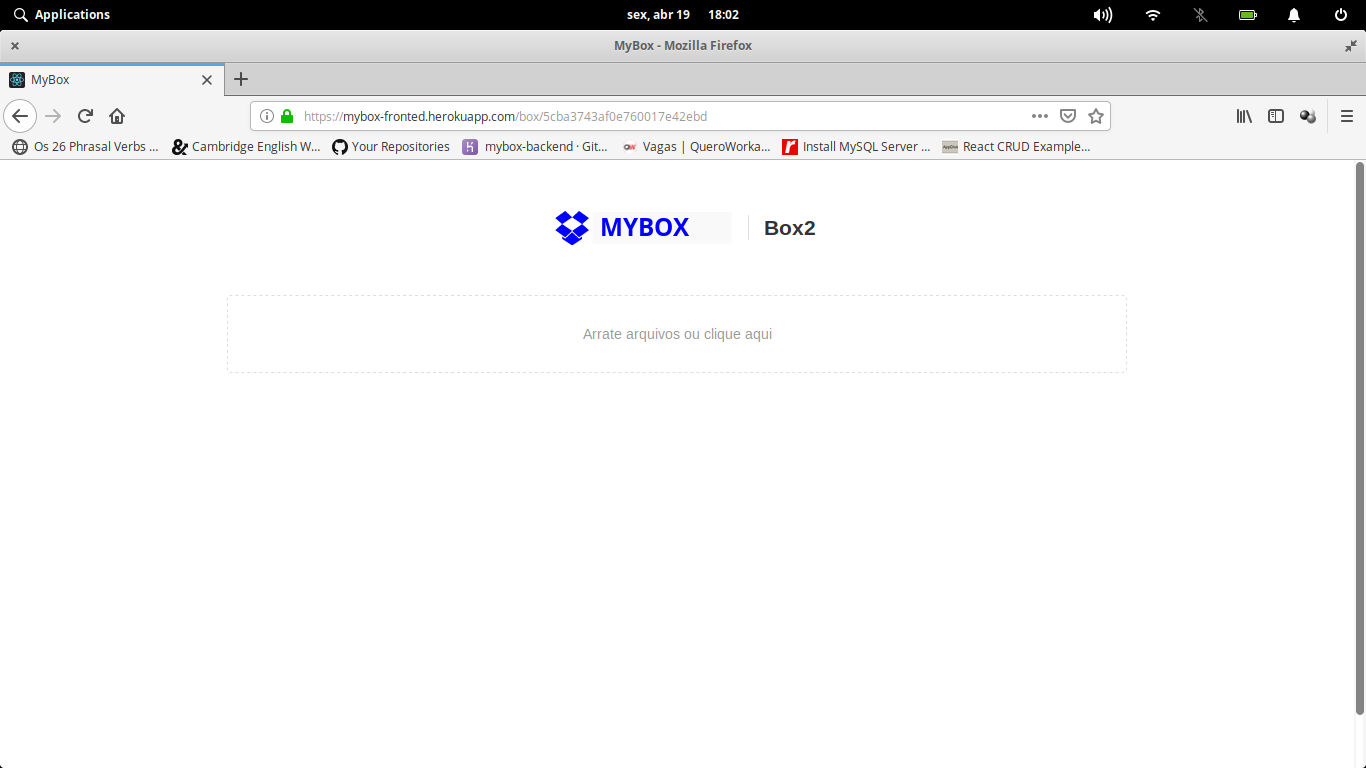 Applications
sex, abr 19 18:02
MyBox - Mozilla Firefox
MyBox
https://mybox-fronted.herokuapp.com/box/5cba3743af0e760017e42ebd
Os 26 Phrasal Verbs ... Cambridge English W... Your Repositories mybox-backend · Git... Vagas | QueroWorka... Install MySQL Server ... React CRUD Example...
MYBOX Box2
Arrate arquivos ou clique aqui